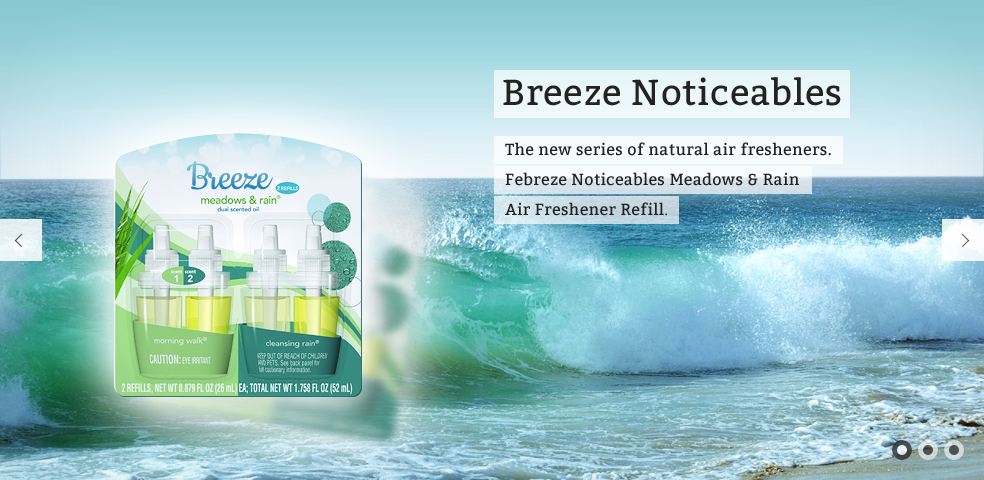 Breeze Noticeables
The new series of natural air fresheners.
Febreze Noticeables Meadows & Rain
Air Freshener Refill.
Breeze
2 REFILLS
meadows & rain®
dual scented oil
scent 1 scent 2
morning walk®
cleansing rain®
CAUTION: EYE IRRITANT
KEEP OUT OF REACH OF CHILDREN
AND PETS. See back panel for
full cautionary information.
2 REFILLS, NET WT 0.879 FL OZ (26 mL) EA; TOTAL NET WT 1.758 FL OZ (52 mL)